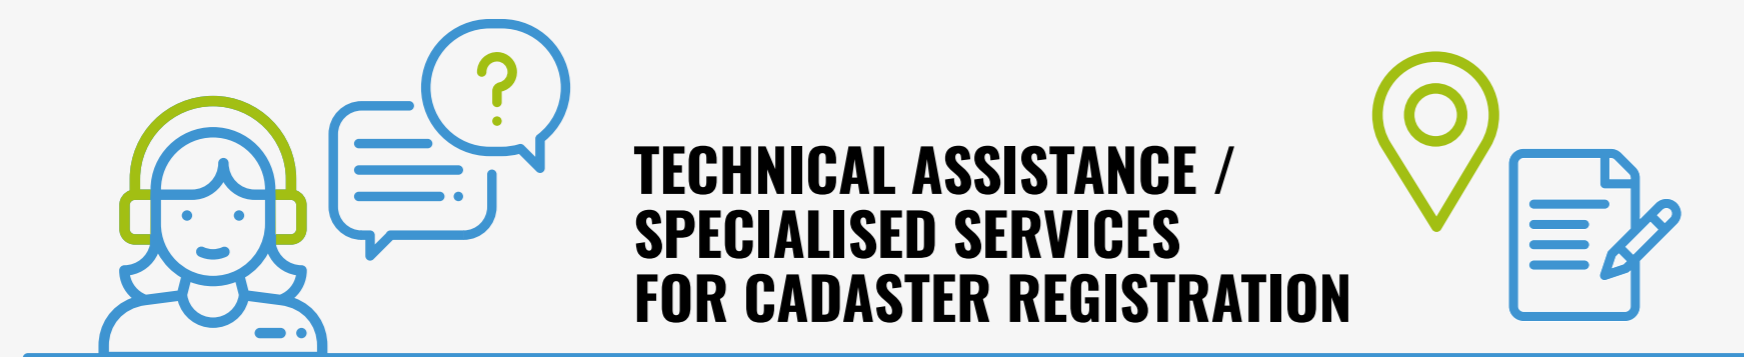 ?
TECHNICAL ASSISTANCE /
SPECIALISED SERVICES
FOR CADASTER REGISTRATION